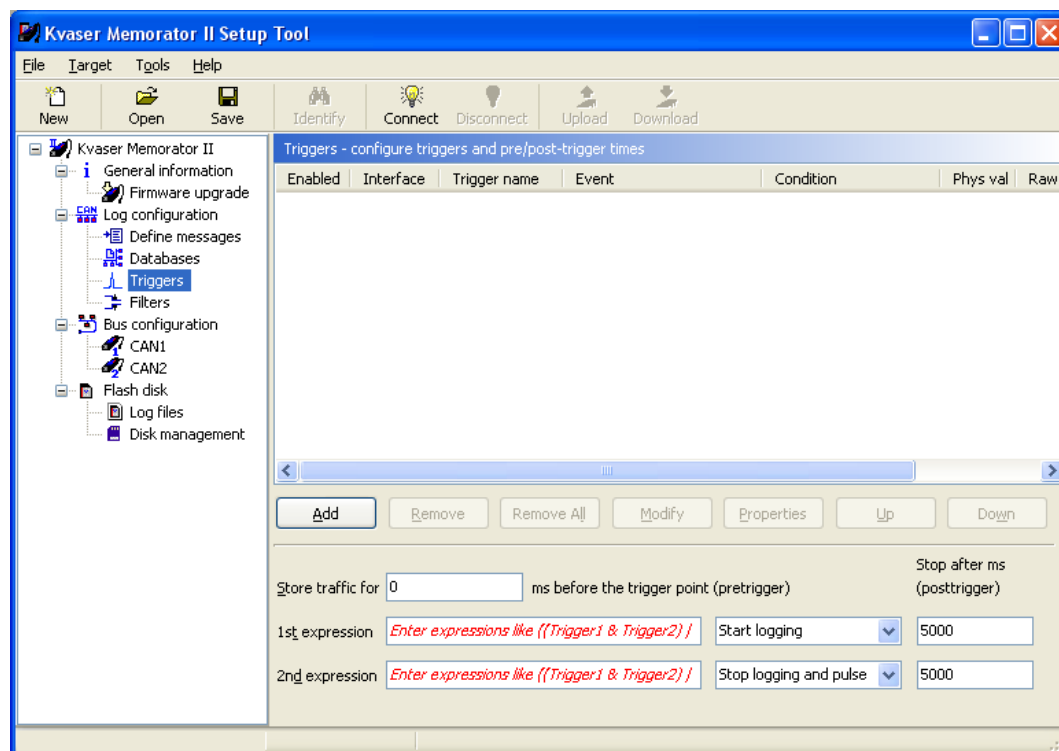 Kvaser Memorator II Setup Tool
File Target Tools Help
New Open Save Identify Connect Disconnect Upload Download
Kvaser Memorator II
General information
Firmware upgrade
CAN Log configuration
Define messages
Databases
Triggers
Filters
Bus configuration
1 CAN1
2 CAN2
Flash disk
Log files
Disk management
Triggers - configure triggers and pre/post-trigger times
Enabled Interface Trigger name Event Condition Phys val Raw
Add Remove Remove All Modify Properties Up Down
Stop after ms
(posttrigger)
Store traffic for 0 ms before the trigger point (pretrigger)
1st expression Enter expressions like ((Trigger1 & Trigger2) | Start logging 5000
2nd expression Enter expressions like ((Trigger1 & Trigger2) | Stop logging and pulse 5000